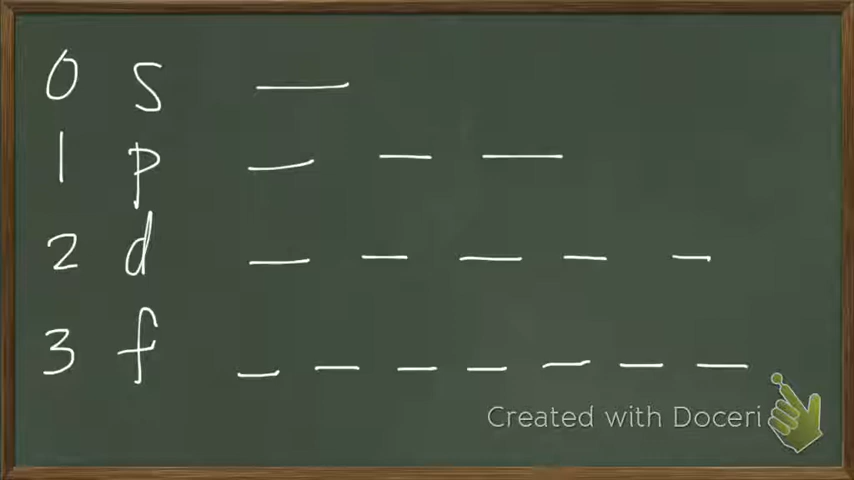 0 s — 
1 p — — —
2 d — — — — —
3 f — — — — — — —
Created with Doceri